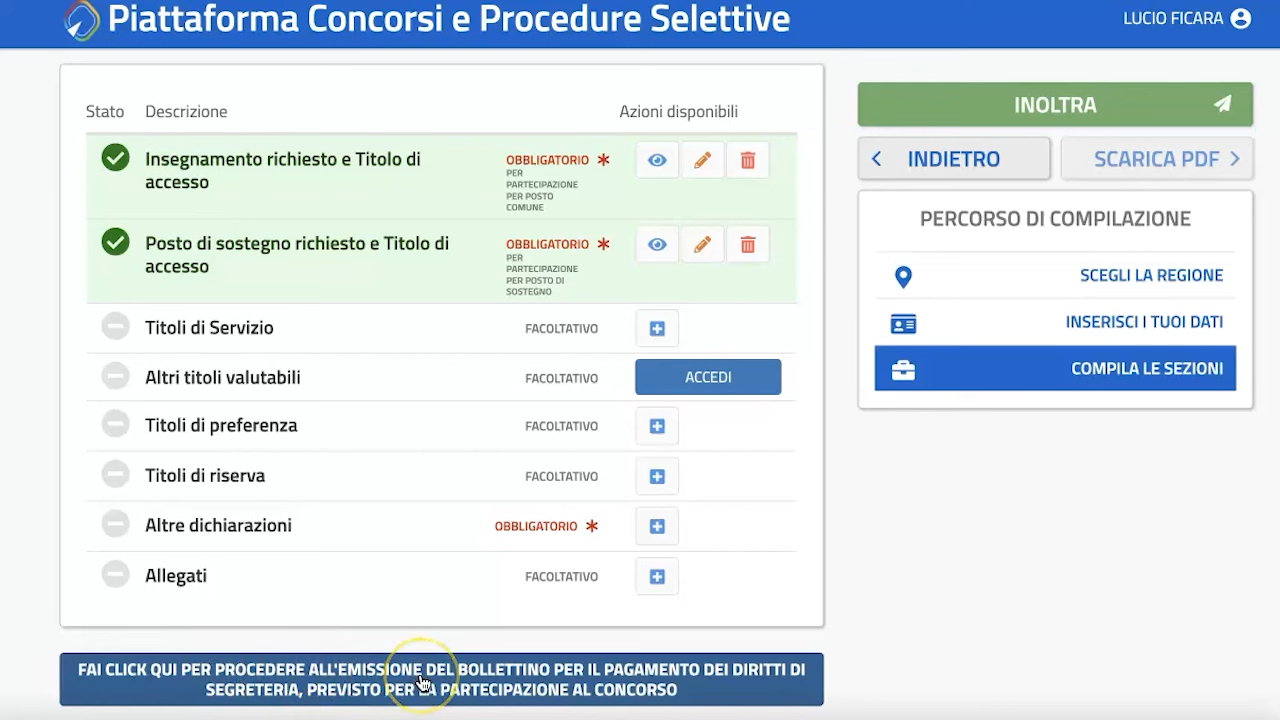 Piattaforma Concorsi e Procedure Selettive
LUCIO FICARA
Stato Descrizione Azioni disponibili
Insegnamento richiesto e Titolo di
accesso
OBBLIGATORIO *
PER
PARTECIPAZIONE
PER POSTO
COMUNE
Posto di sostegno richiesto e Titolo di
accesso
OBBLIGATORIO *
PER
PARTECIPAZIONE
PER POSTO DI
SOSTEGNO
Titoli di Servizio FACOLTATIVO
Altri titoli valutabili FACOLTATIVO ACCEDI
Titoli di preferenza FACOLTATIVO
Titoli di riserva FACOLTATIVO
Altre dichiarazioni OBBLIGATORIO *
Allegati FACOLTATIVO
FAI CLICK QUI PER PROCEDERE ALL'EMISSIONE DEL BOLLETTINO PER IL PAGAMENTO DEI DIRITTI DI
SEGRETERIA, PREVISTO PER LA PARTECIPAZIONE AL CONCORSO
INOLTRA
INDIETRO
SCARICA PDF
PERCORSO DI COMPILAZIONE
SCEGLI LA REGIONE
INSERISCI I TUOI DATI
COMPILA LE SEZIONI